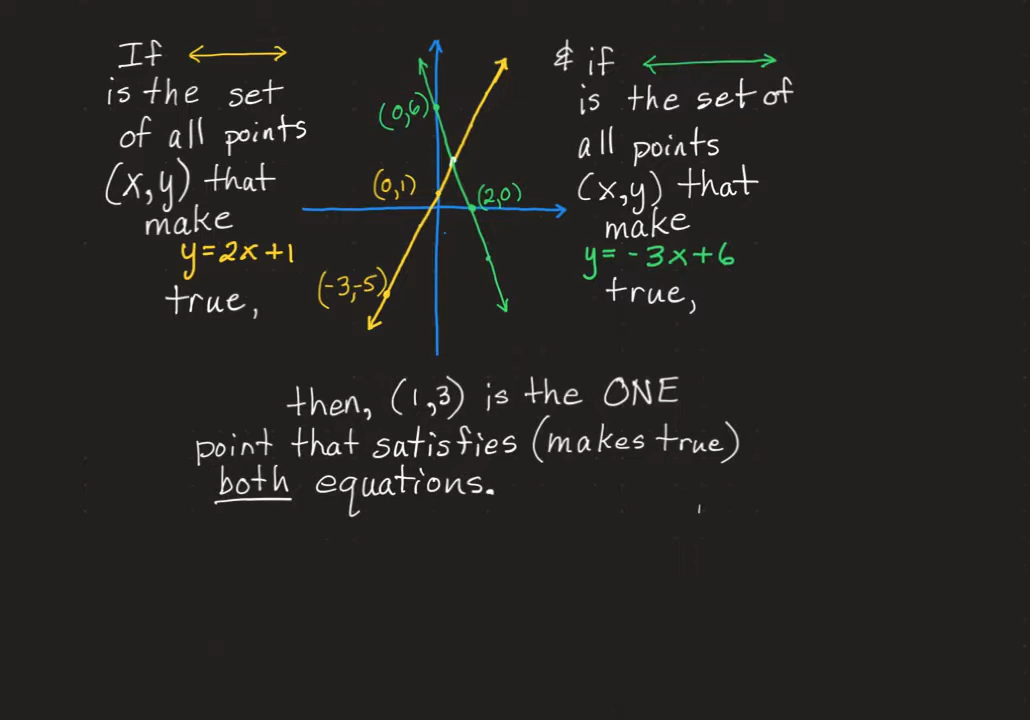 If
is the set
of all points
(x,y) that
make
y=2x+1
true,
(0,6)
(0,1)
(2,0)
(-3,-5)
& if
is the set of
all points
(x,y) that
make
y=-3x+6
true,
then, (1,3) is the ONE
point that satisfies (makes true)
both equations.